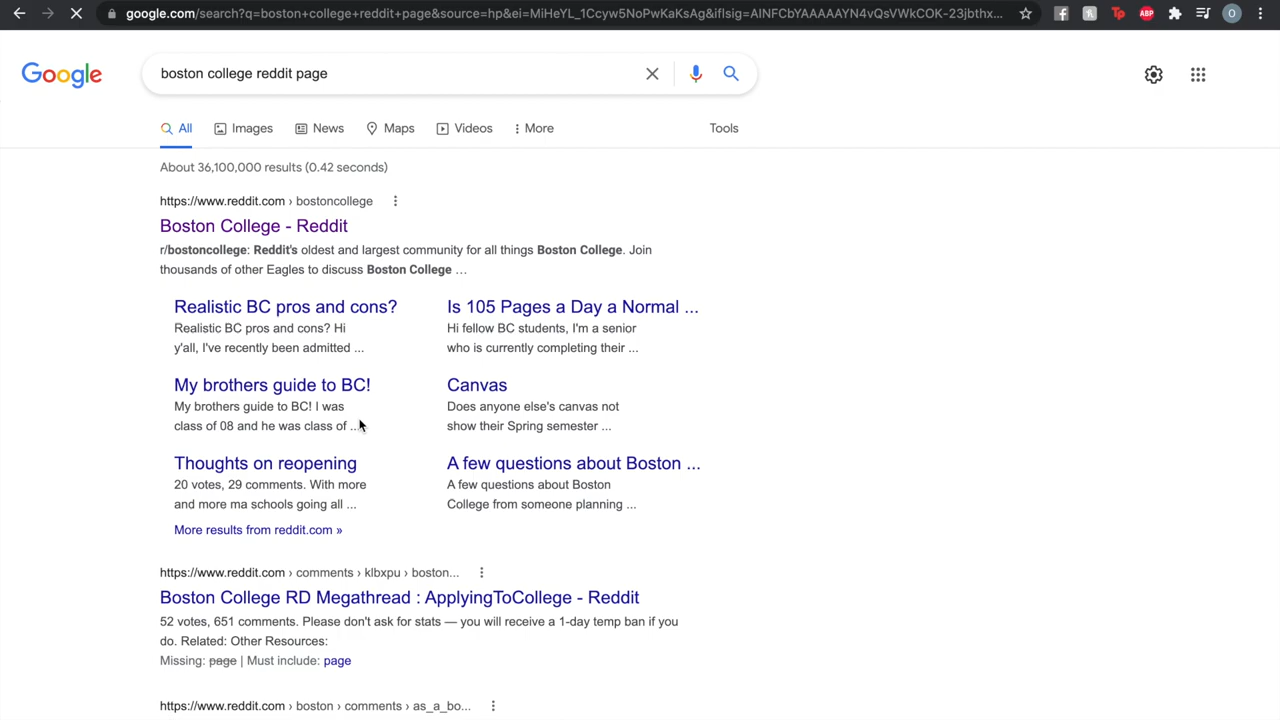 google.com/search?q=boston+college+reddit+page&source=hp&ei=MiHeYL_1Ccyw5NoPwKaKsAg&iflsig=AINFCbYAAAAAYN4vQsVWkCOK-23jbthx...
O
Google
boston college reddit page
All
Images
News
Maps
Videos
More
Tools
About 36,100,000 results (0.42 seconds)
https://www.reddit.com › bostoncollege
Boston College - Reddit
r/bostoncollege: Reddit's oldest and largest community for all things Boston College. Join
thousands of other Eagles to discuss Boston College ...
Realistic BC pros and cons?
Realistic BC pros and cons? Hi
y'all, I've recently been admitted ...
Is 105 Pages a Day a Normal ...
Hi fellow BC students, I'm a senior
who is currently completing their ...
My brothers guide to BC!
My brothers guide to BC! I was
class of 08 and he was class of ...
Canvas
Does anyone else's canvas not
show their Spring semester ...
Thoughts on reopening
20 votes, 29 comments. With more
and more ma schools going all ...
A few questions about Boston ...
A few questions about Boston
College from someone planning ...
More results from reddit.com »
https://www.reddit.com › comments › klbxpu › boston...
Boston College RD Megathread : ApplyingToCollege - Reddit
52 votes, 651 comments. Please don't ask for stats — you will receive a 1-day temp ban if you
do. Related: Other Resources:
Missing: page | Must include: page
https://www.reddit.com › boston › comments › as_a_bo...